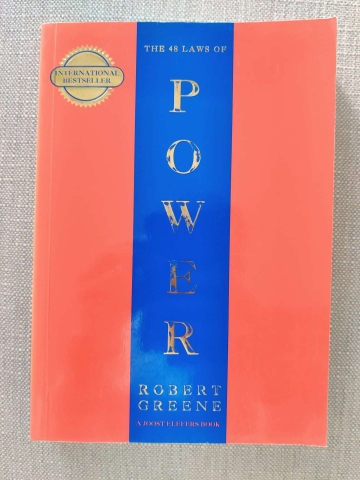 THE 48 LAWS OF
INTERNATIONAL
BESTSELLER
P
O
W
E
R
ROBERT
GREENE
A JOOST ELFFERS BOOK